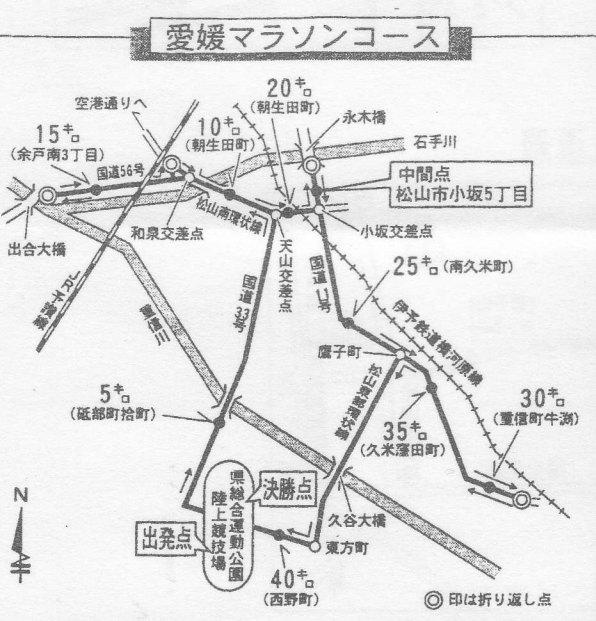 愛媛マラソンコース
空港通りへ
20キロ
(朝生田町)
永木橋
15キロ
(余戸南3丁目)
10キロ
(朝生田町)
石手川
国道56号
中間点
松山市小坂5丁目
松山南環状線
出合大橋
和泉交差点
小坂交差点
天山交差点
JR予讃線
重信川
国道33号
国道11号
25キロ(南久米町)
伊予鉄道横河原線
鷹子町
松山東部環状線
5キロ
(砥部町拾町)
30キロ
(重信町牛渕)
35キロ
(久米窪田町)
決勝点
県総合運動公園
陸上競技場
久谷大橋
出発点
東方町
N
40キロ
(西野町)
◎印は折り返し点